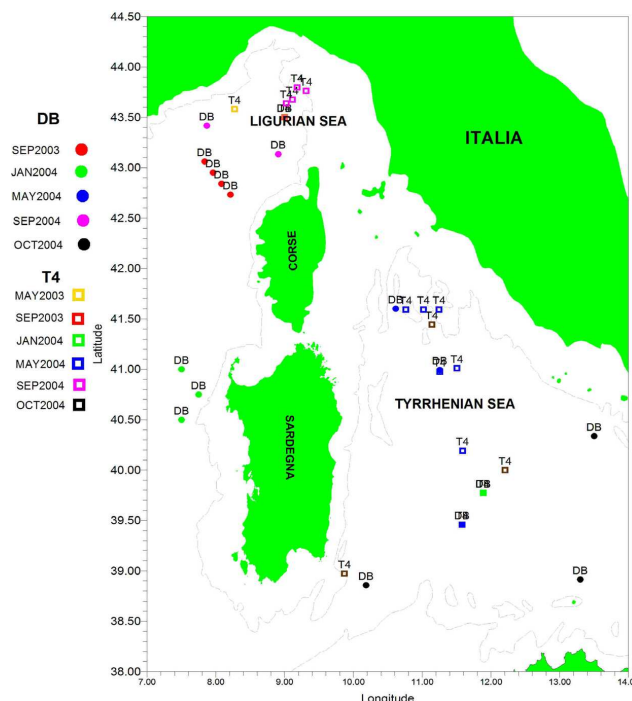 DB
SEP2003
JAN2004
MAY2004
SEP2004
OCT2004
T4
MAY2003
SEP2003
JAN2004
MAY2004
SEP2004
OCT2004
Latitude
44.50
44.00
43.50
43.00
42.50
42.00
41.50
41.00
40.50
40.00
39.50
39.00
38.50
38.00
T4
T4
T4
T4
T4
DB
DB
LIGURIAN SEA
ITALIA
DB
DB
DB
DB
DB
CORSE
DB
T4
T4
T4
T4
DB
DB
T4
T4
DB
DB
TYRRHENIAN SEA
SARDEGNA
DB
T4
T4
DB
DB
T4
DB
DB
7.00 8.00 9.00 10.00 11.00 12.00 13.00 14.00
Longitude